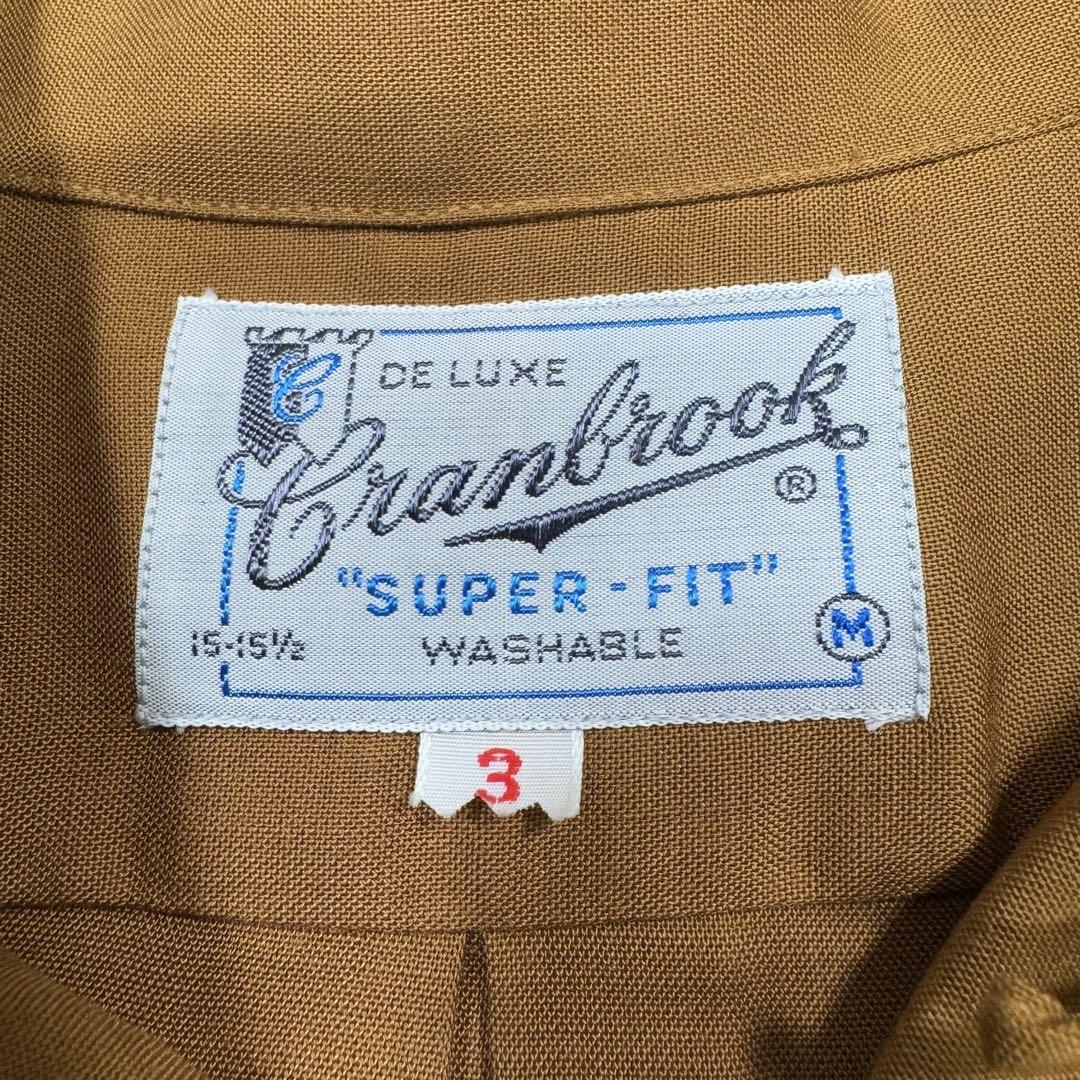 C
DE LUXE
Cranbrook
®
"SUPER-FIT"
15-15½
WASHABLE
M
3